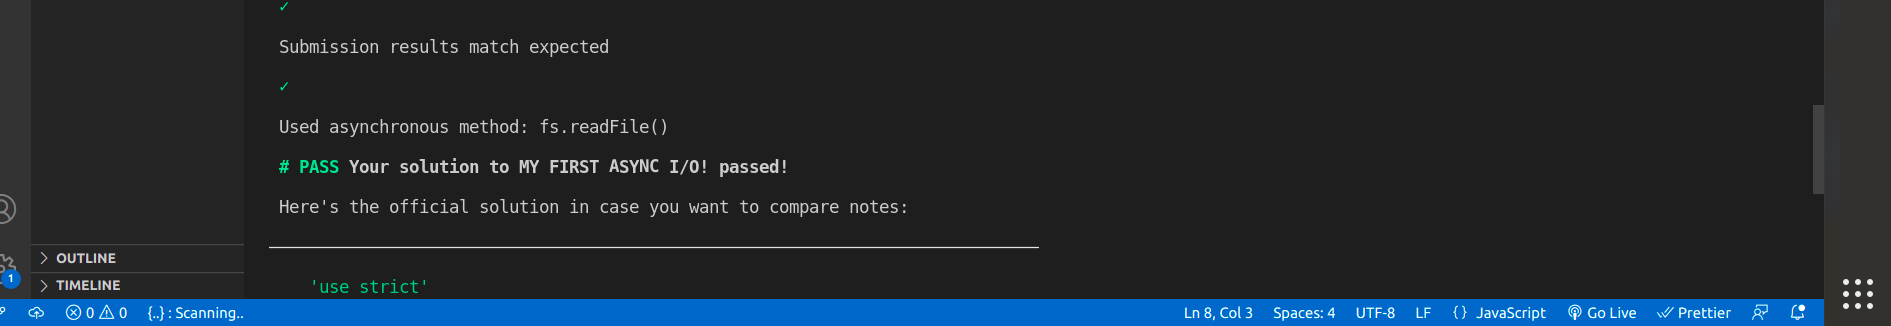 ✓
Submission results match expected
✓
Used asynchronous method: fs.readFile()
# PASS Your solution to MY FIRST ASYNC I/O! passed!
Here's the official solution in case you want to compare notes:
'use strict'
OUTLINE
TIMELINE
1
0 0 {..} : Scanning.. Ln 8, Col 3 Spaces: 4 UTF-8 LF {} JavaScript Go Live Prettier